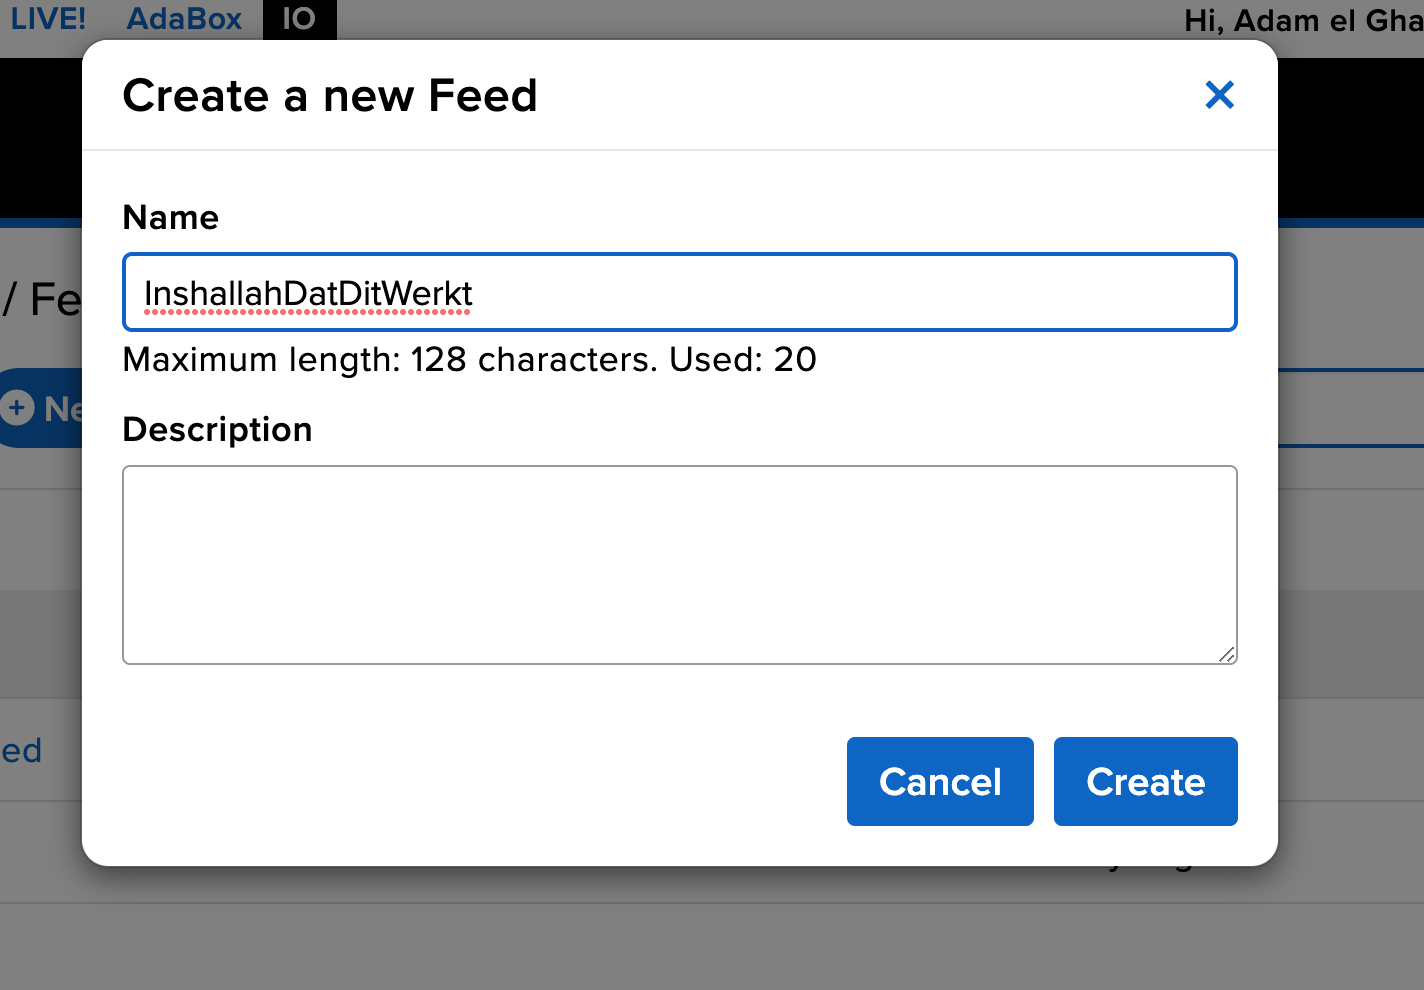 LIVE! AdaBox IO Hi, Adam el Gha
Create a new Feed
Name
/ Fe
InshallahDatDitWerkt
Maximum length: 128 characters. Used: 20
Ne
Description
ed
Cancel Create